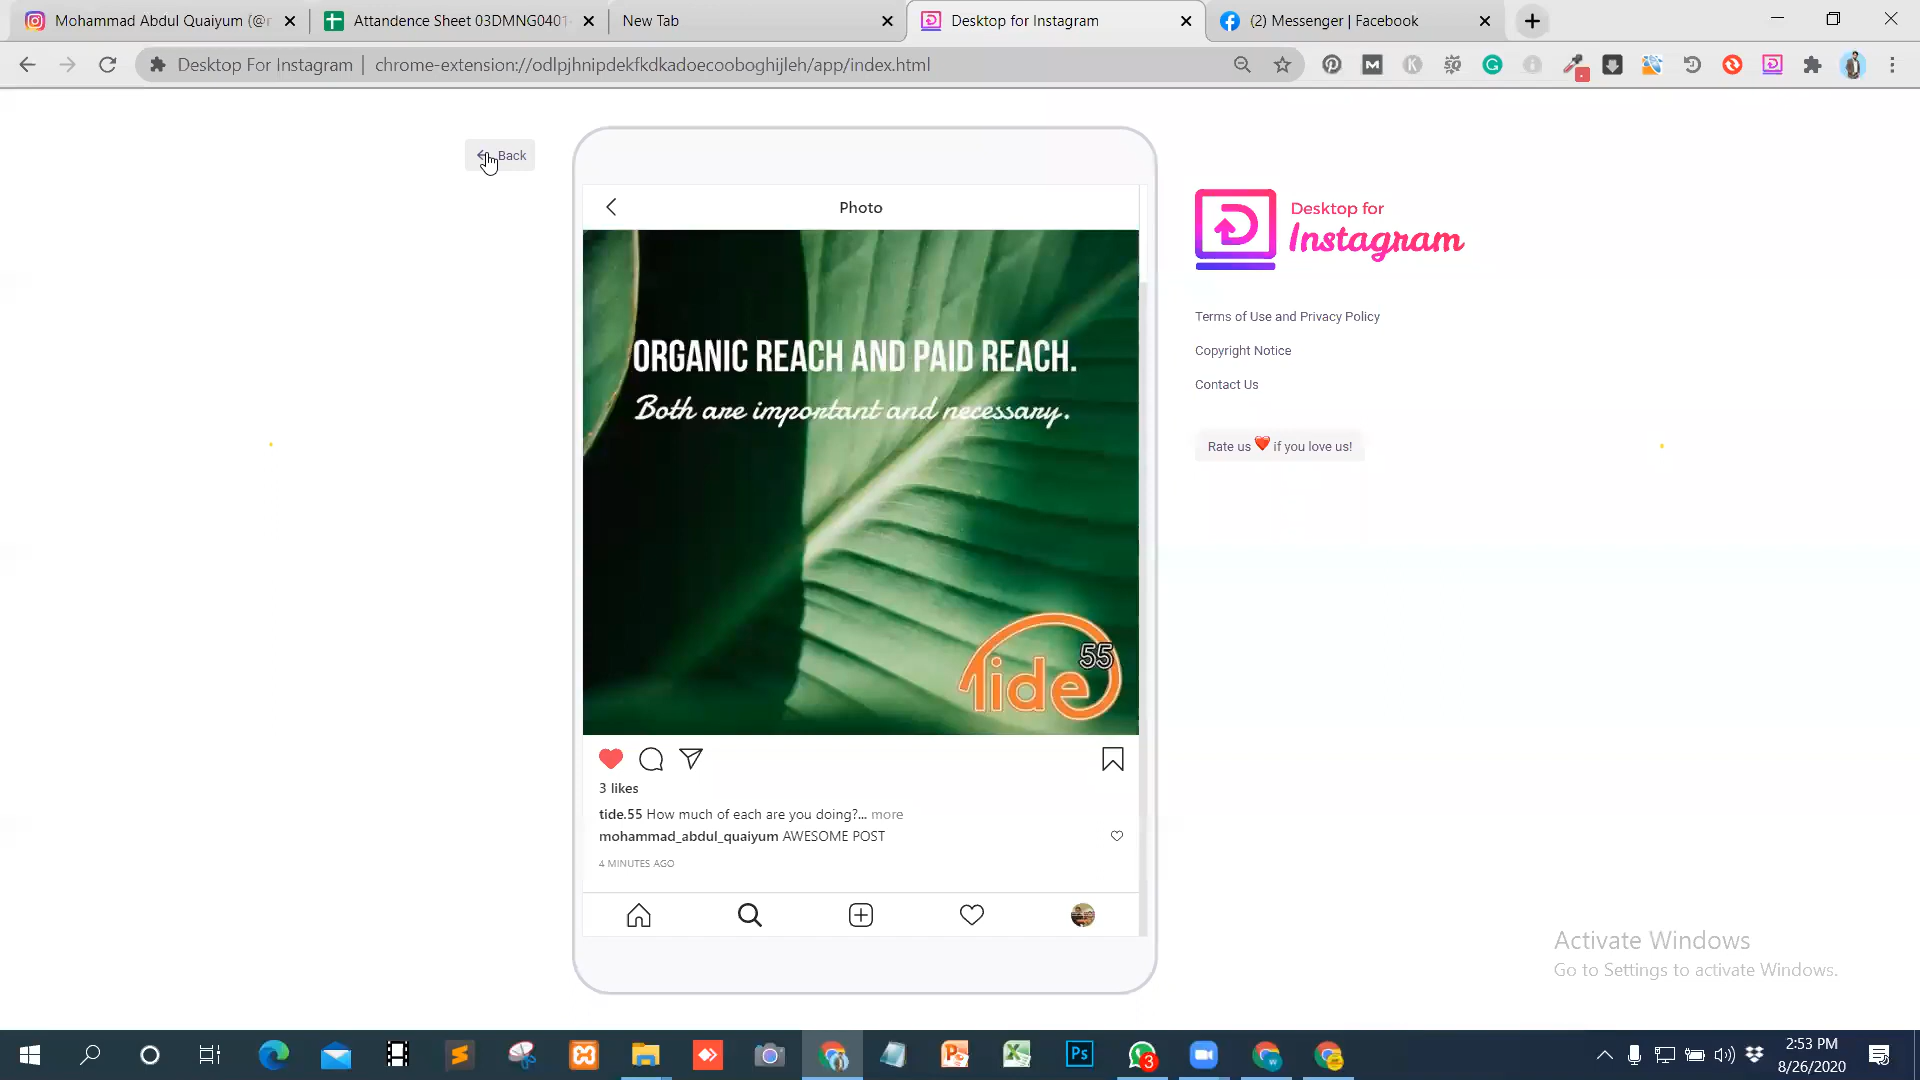 Mohammad Abdul Quaiyum (@r
Attandence Sheet 03DMNG0401
New Tab
Desktop for Instagram
(2) Messenger | Facebook
Desktop For Instagram | chrome-extension://odlpjhnipdekfkdkadoecooboghijleh/app/index.html
Back
Photo
ORGANIC REACH AND PAID REACH.
Both are important and necessary.
Tide 55
3 likes
tide.55 How much of each are you doing?... more
mohammad_abdul_quaiyum AWESOME POST
4 MINUTES AGO
Desktop for
Instagram
Terms of Use and Privacy Policy
Copyright Notice
Contact Us
Rate us ❤️ if you love us!
Activate Windows
Go to Settings to activate Windows.
Ps
3
2:53 PM
8/26/2020